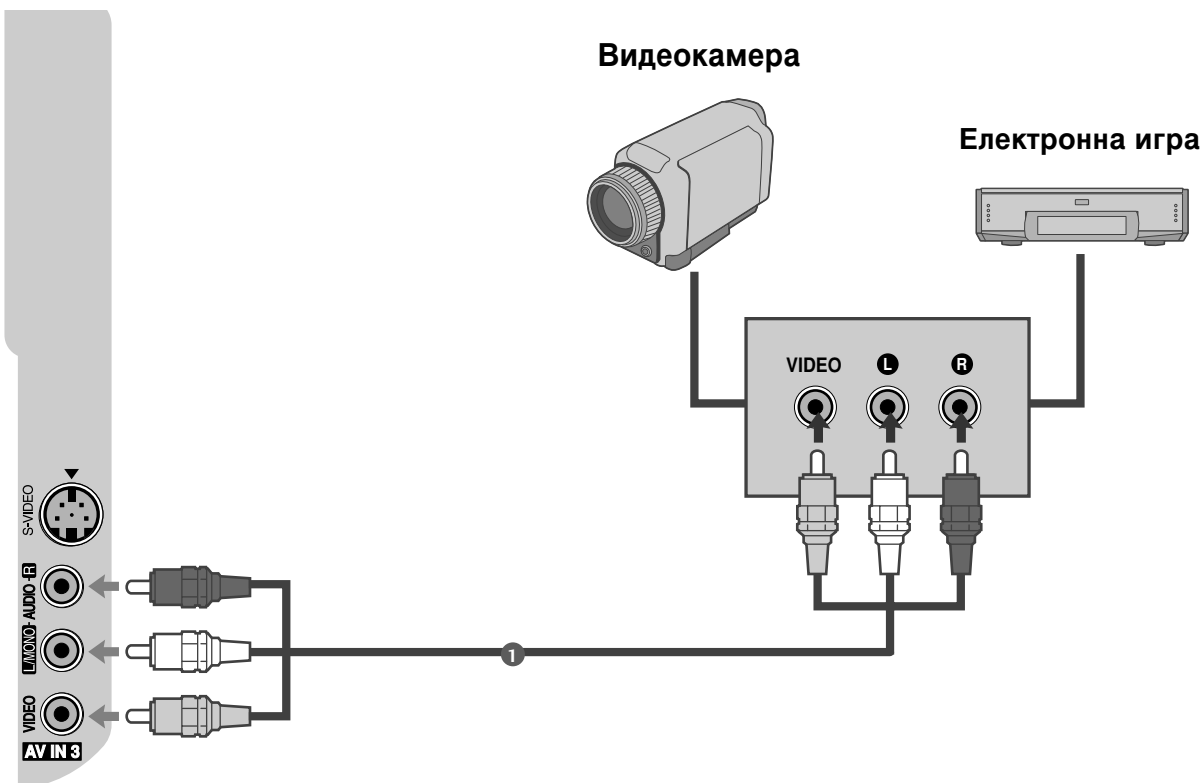 Видеокамера
Електронна игра
VIDEO L R
S-VIDEO
L/MONO - AUDIO - R
VIDEO
AV IN 3
1